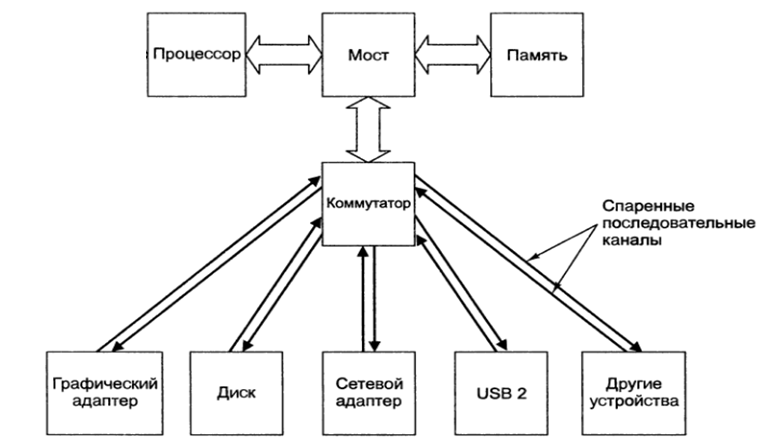 Процессор
Мост
Память
Коммутатор
Спаренные
последовательные
каналы
Графический
адаптер
Диск
Сетевой
адаптер
USB 2
Другие
устройства